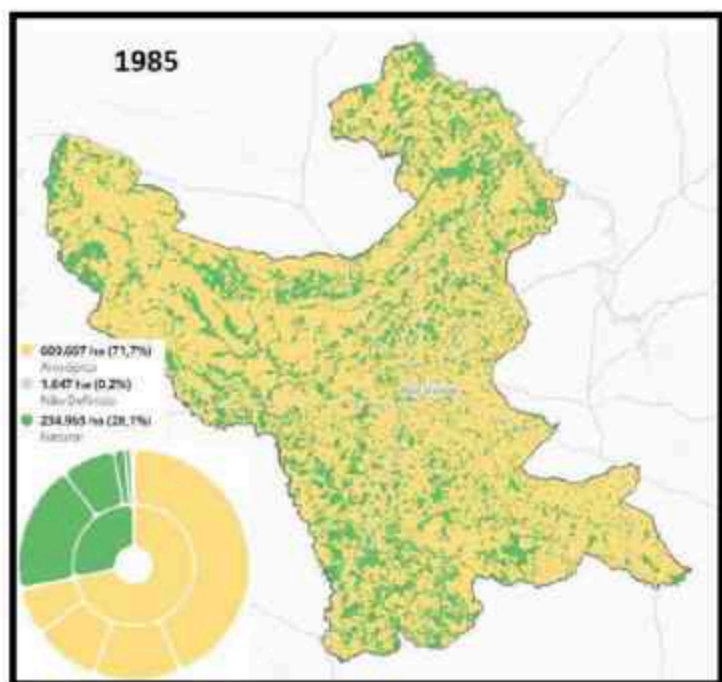 1985
600.607 ha (71,7%)
Antrópico
1.647 ha (0,2%)
Não Definido
234.965 ha (28,1%)
Natural